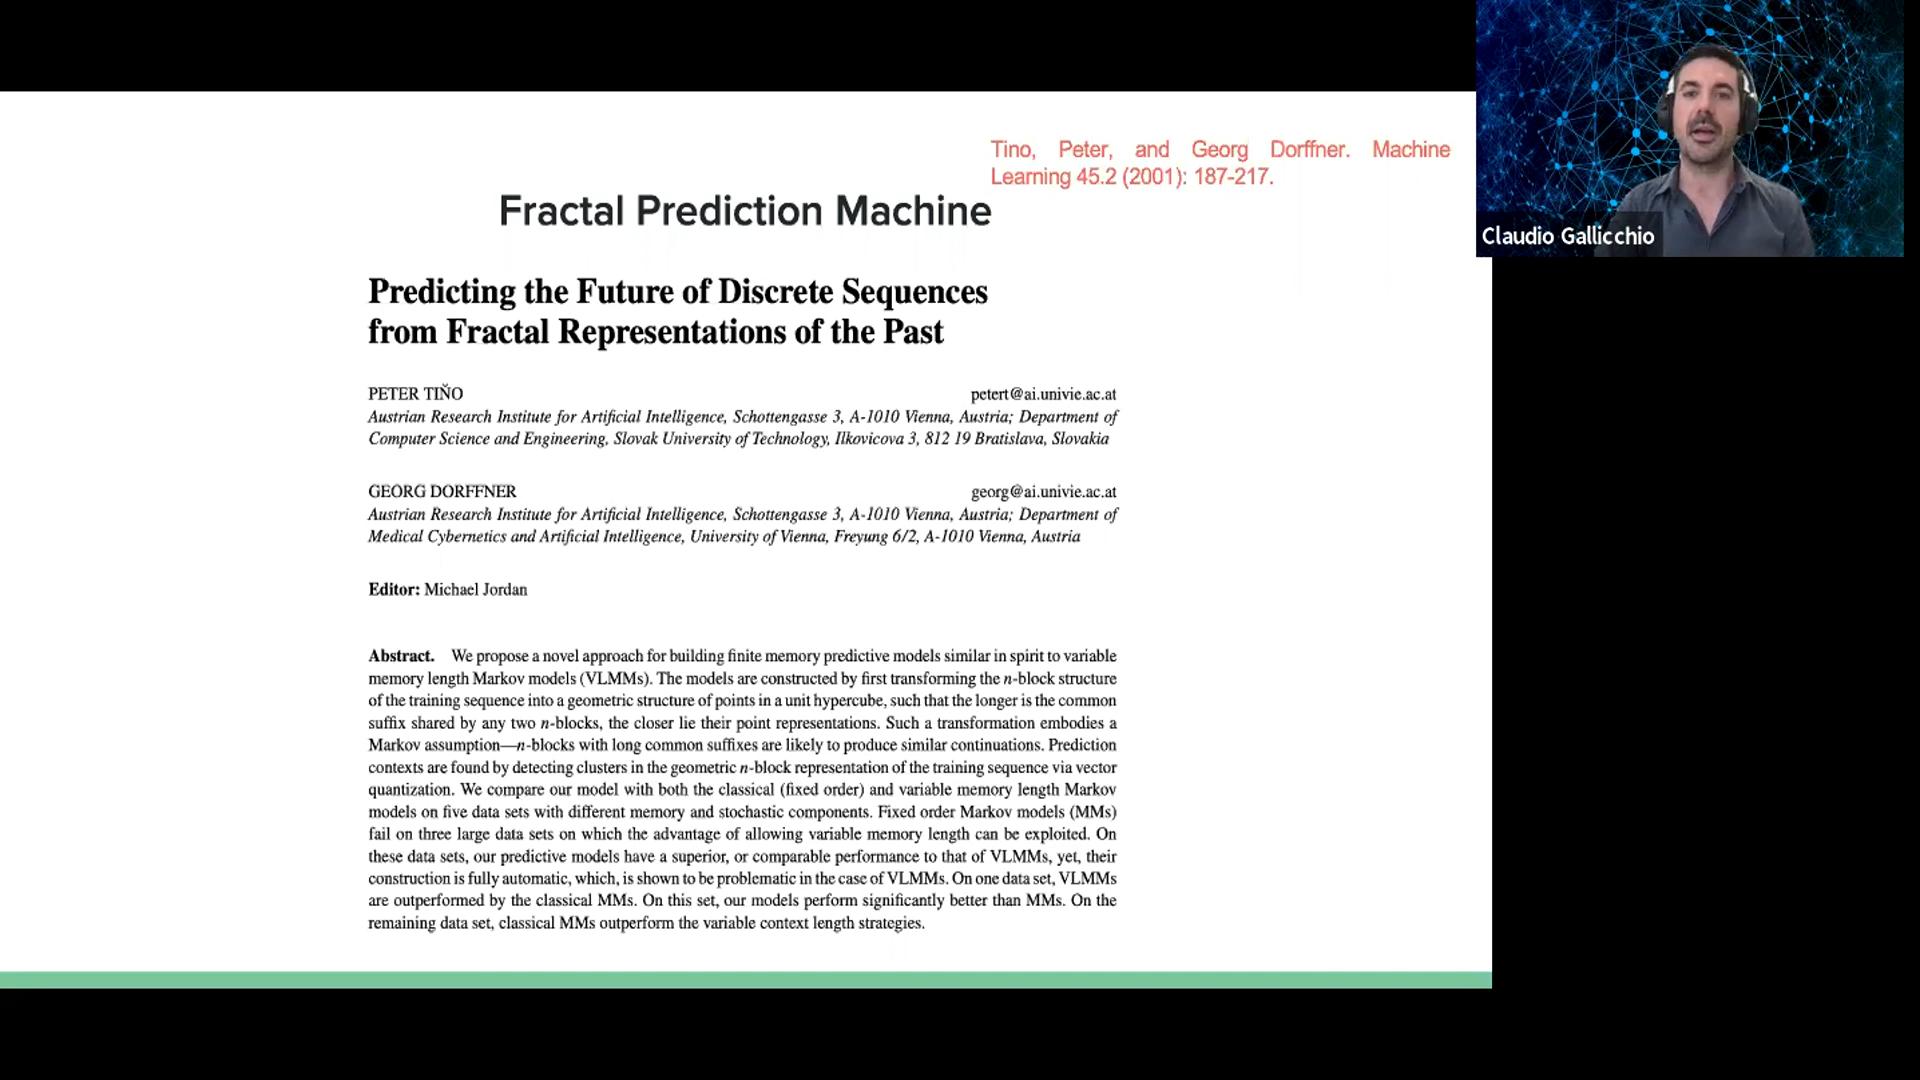 Tino, Peter, and Georg Dorffner. Machine
Learning 45.2 (2001): 187-217.
Fractal Prediction Machine
Predicting the Future of Discrete Sequences
from Fractal Representations of the Past
PETER TIŇO petert@ai.univie.ac.at
Austrian Research Institute for Artificial Intelligence, Schottengasse 3, A-1010 Vienna, Austria; Department of
Computer Science and Engineering, Slovak University of Technology, Ilkovicova 3, 812 19 Bratislava, Slovakia
GEORG DORFFNER georg@ai.univie.ac.at
Austrian Research Institute for Artificial Intelligence, Schottengasse 3, A-1010 Vienna, Austria; Department of
Medical Cybernetics and Artificial Intelligence, University of Vienna, Freyung 6/2, A-1010 Vienna, Austria
Editor: Michael Jordan
Abstract. We propose a novel approach for building finite memory predictive models similar in spirit to variable
memory length Markov models (VLMMs). The models are constructed by first transforming the n-block structure
of the training sequence into a geometric structure of points in a unit hypercube, such that the longer is the common
suffix shared by any two n-blocks, the closer lie their point representations. Such a transformation embodies a
Markov assumption—n-blocks with long common suffixes are likely to produce similar continuations. Prediction
contexts are found by detecting clusters in the geometric n-block representation of the training sequence via vector
quantization. We compare our model with both the classical (fixed order) and variable memory length Markov
models on five data sets with different memory and stochastic components. Fixed order Markov models (MMs)
fail on three large data sets on which the advantage of allowing variable memory length can be exploited. On
these data sets, our predictive models have a superior, or comparable performance to that of VLMMs, yet, their
construction is fully automatic, which, is shown to be problematic in the case of VLMMs. On one data set, VLMMs
are outperformed by the classical MMs. On this set, our models perform significantly better than MMs. On the
remaining data set, classical MMs outperform the variable context length strategies.
Claudio Gallicchio